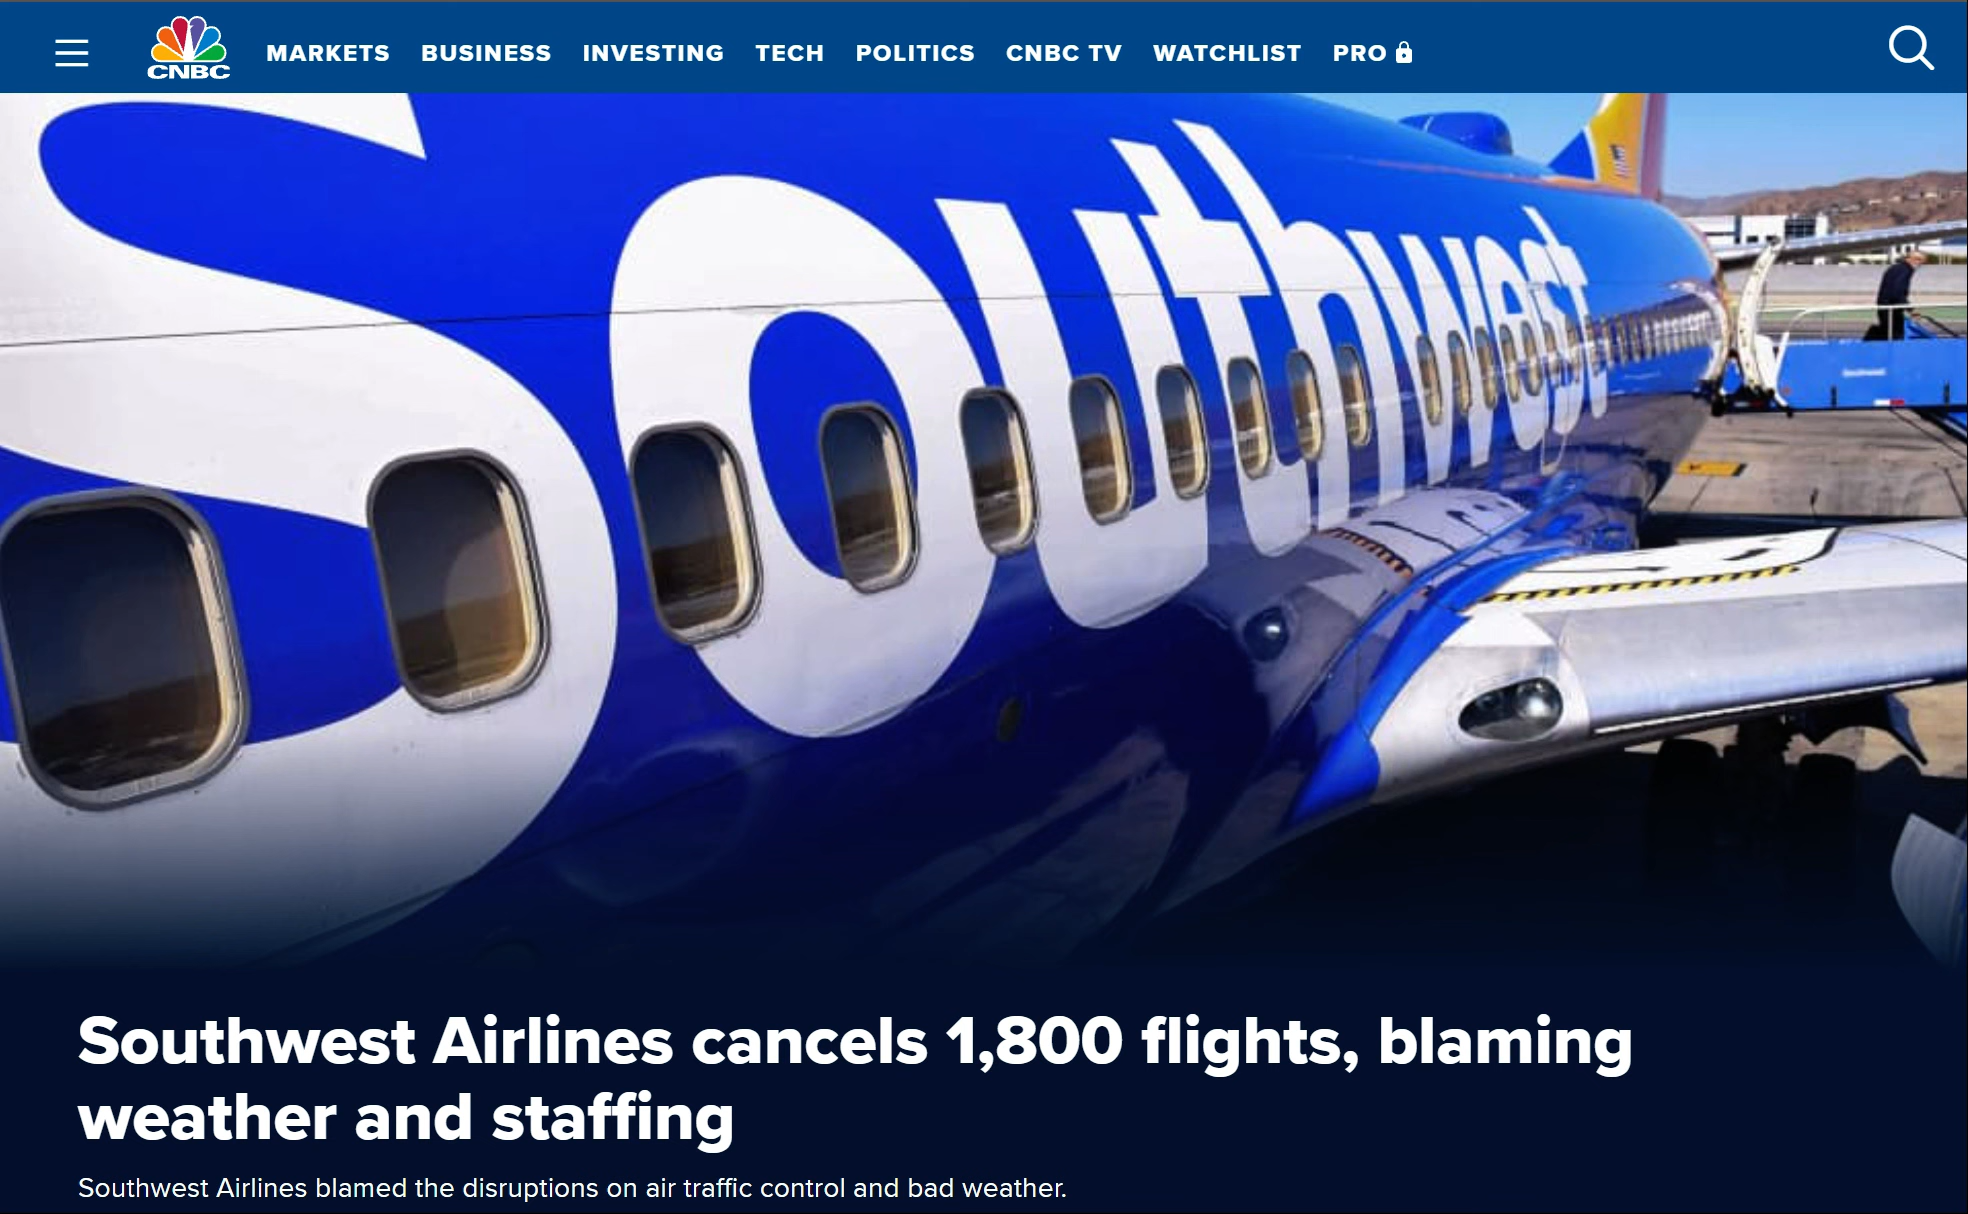 CNBC
MARKETS BUSINESS INVESTING TECH POLITICS CNBC TV WATCHLIST PRO
Southwest
Southwest Airlines cancels 1,800 flights, blaming
weather and staffing
Southwest Airlines blamed the disruptions on air traffic control and bad weather.